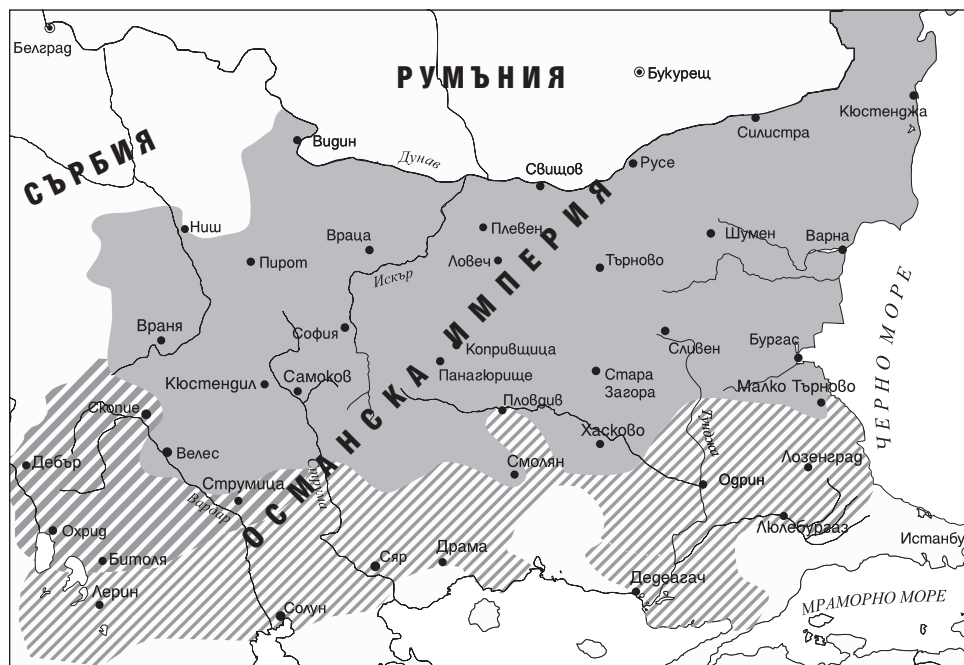 Белград
РУМЪНИЯ
Букурещ
Кюстенджа
Силистра
СЪРБИЯ
Видин
Дунав
Свищов
Русе
Ниш
Враца
Плевен
Шумен
Варна
Пирот
Искър
Ловеч
Търново
ОСМАНСКА ИМПЕРИЯ
ЧЕРНО МОРЕ
Враня
София
Копривщица
Сливен
Бургас
Кюстендил
Самоков
Панагюрище
Стара
Загора
Малко Търново
Скопие
Пловдив
Тунджа
Хасково
Велес
Дебър
Струма
Смолян
Лозенград
Струмица
Одрин
Вардар
Охрид
Люлебургаз
Истанбу
Битоля
Сяр
Драма
Дедеагач
Лерин
Солун
МРАМОРНО МОРЕ